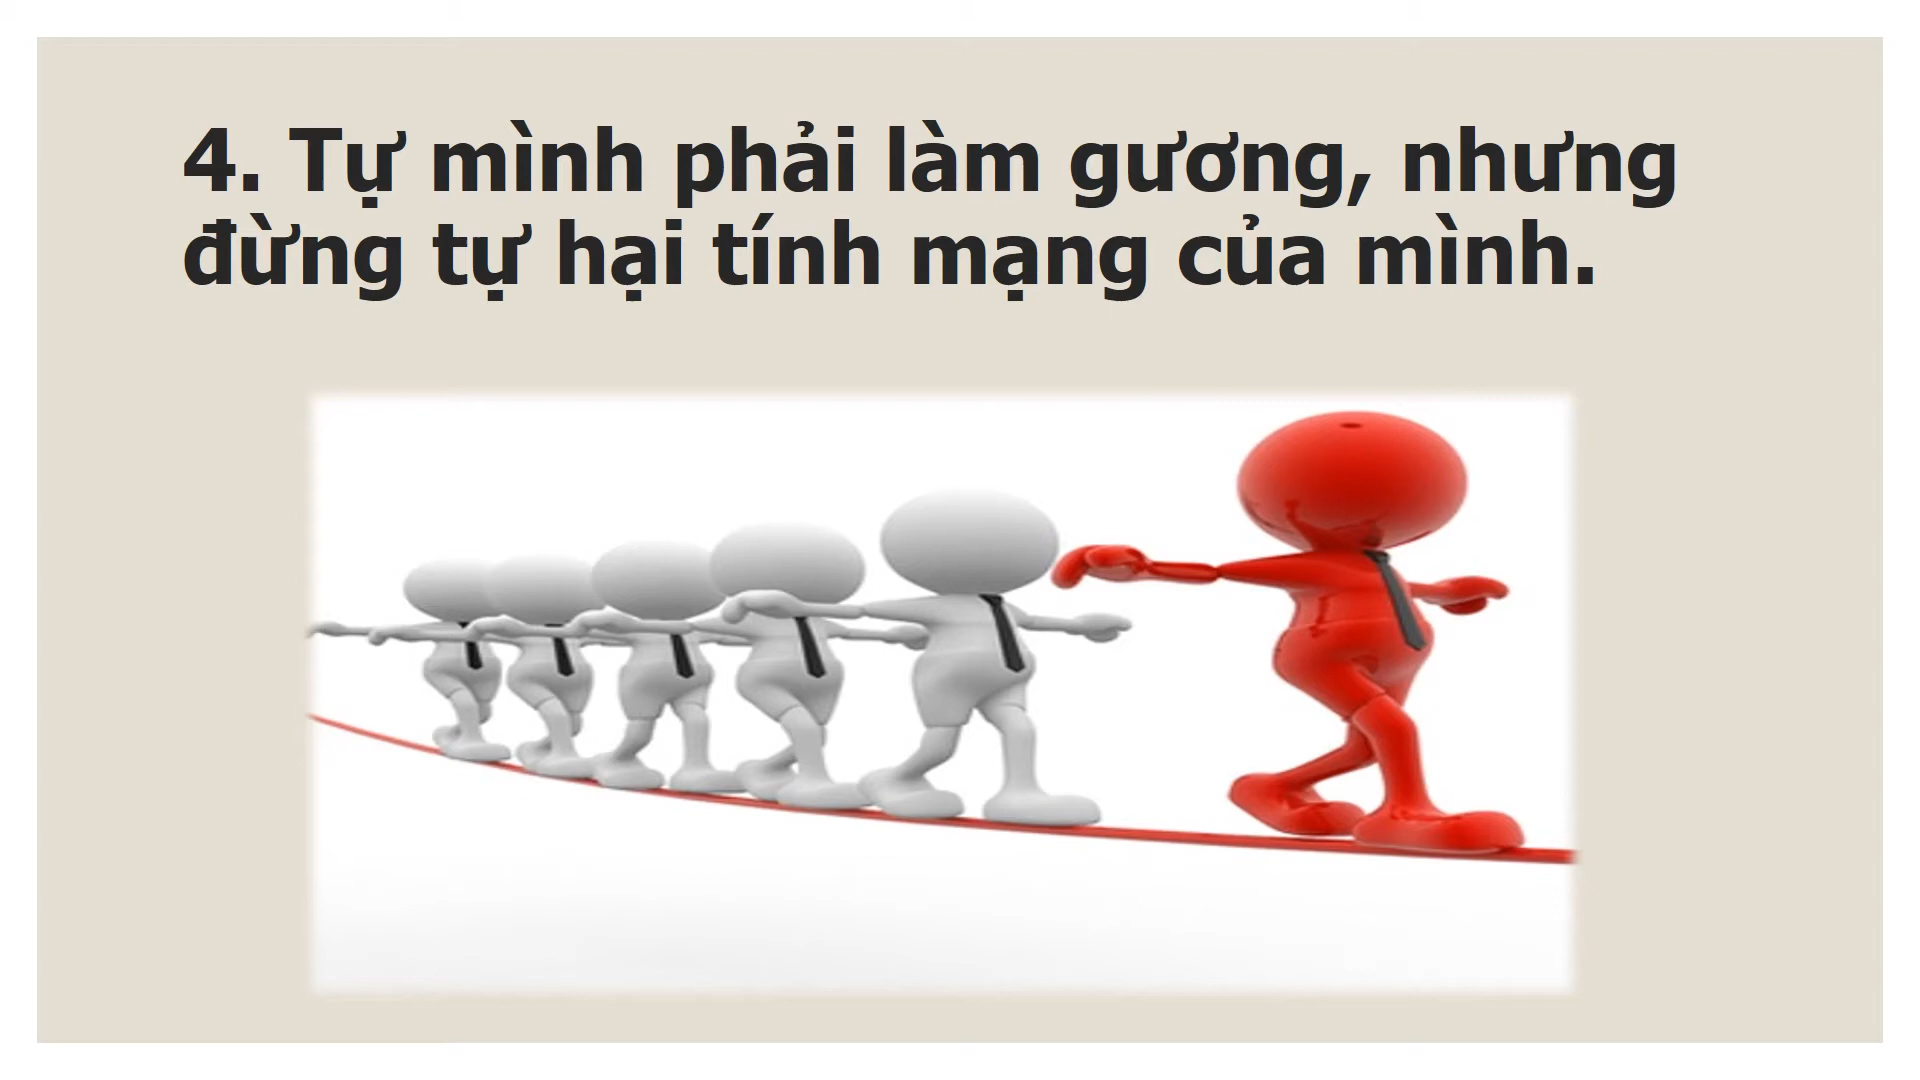 4. Tự mình phải làm gương, nhưng
đừng tự hại tính mạng của mình.